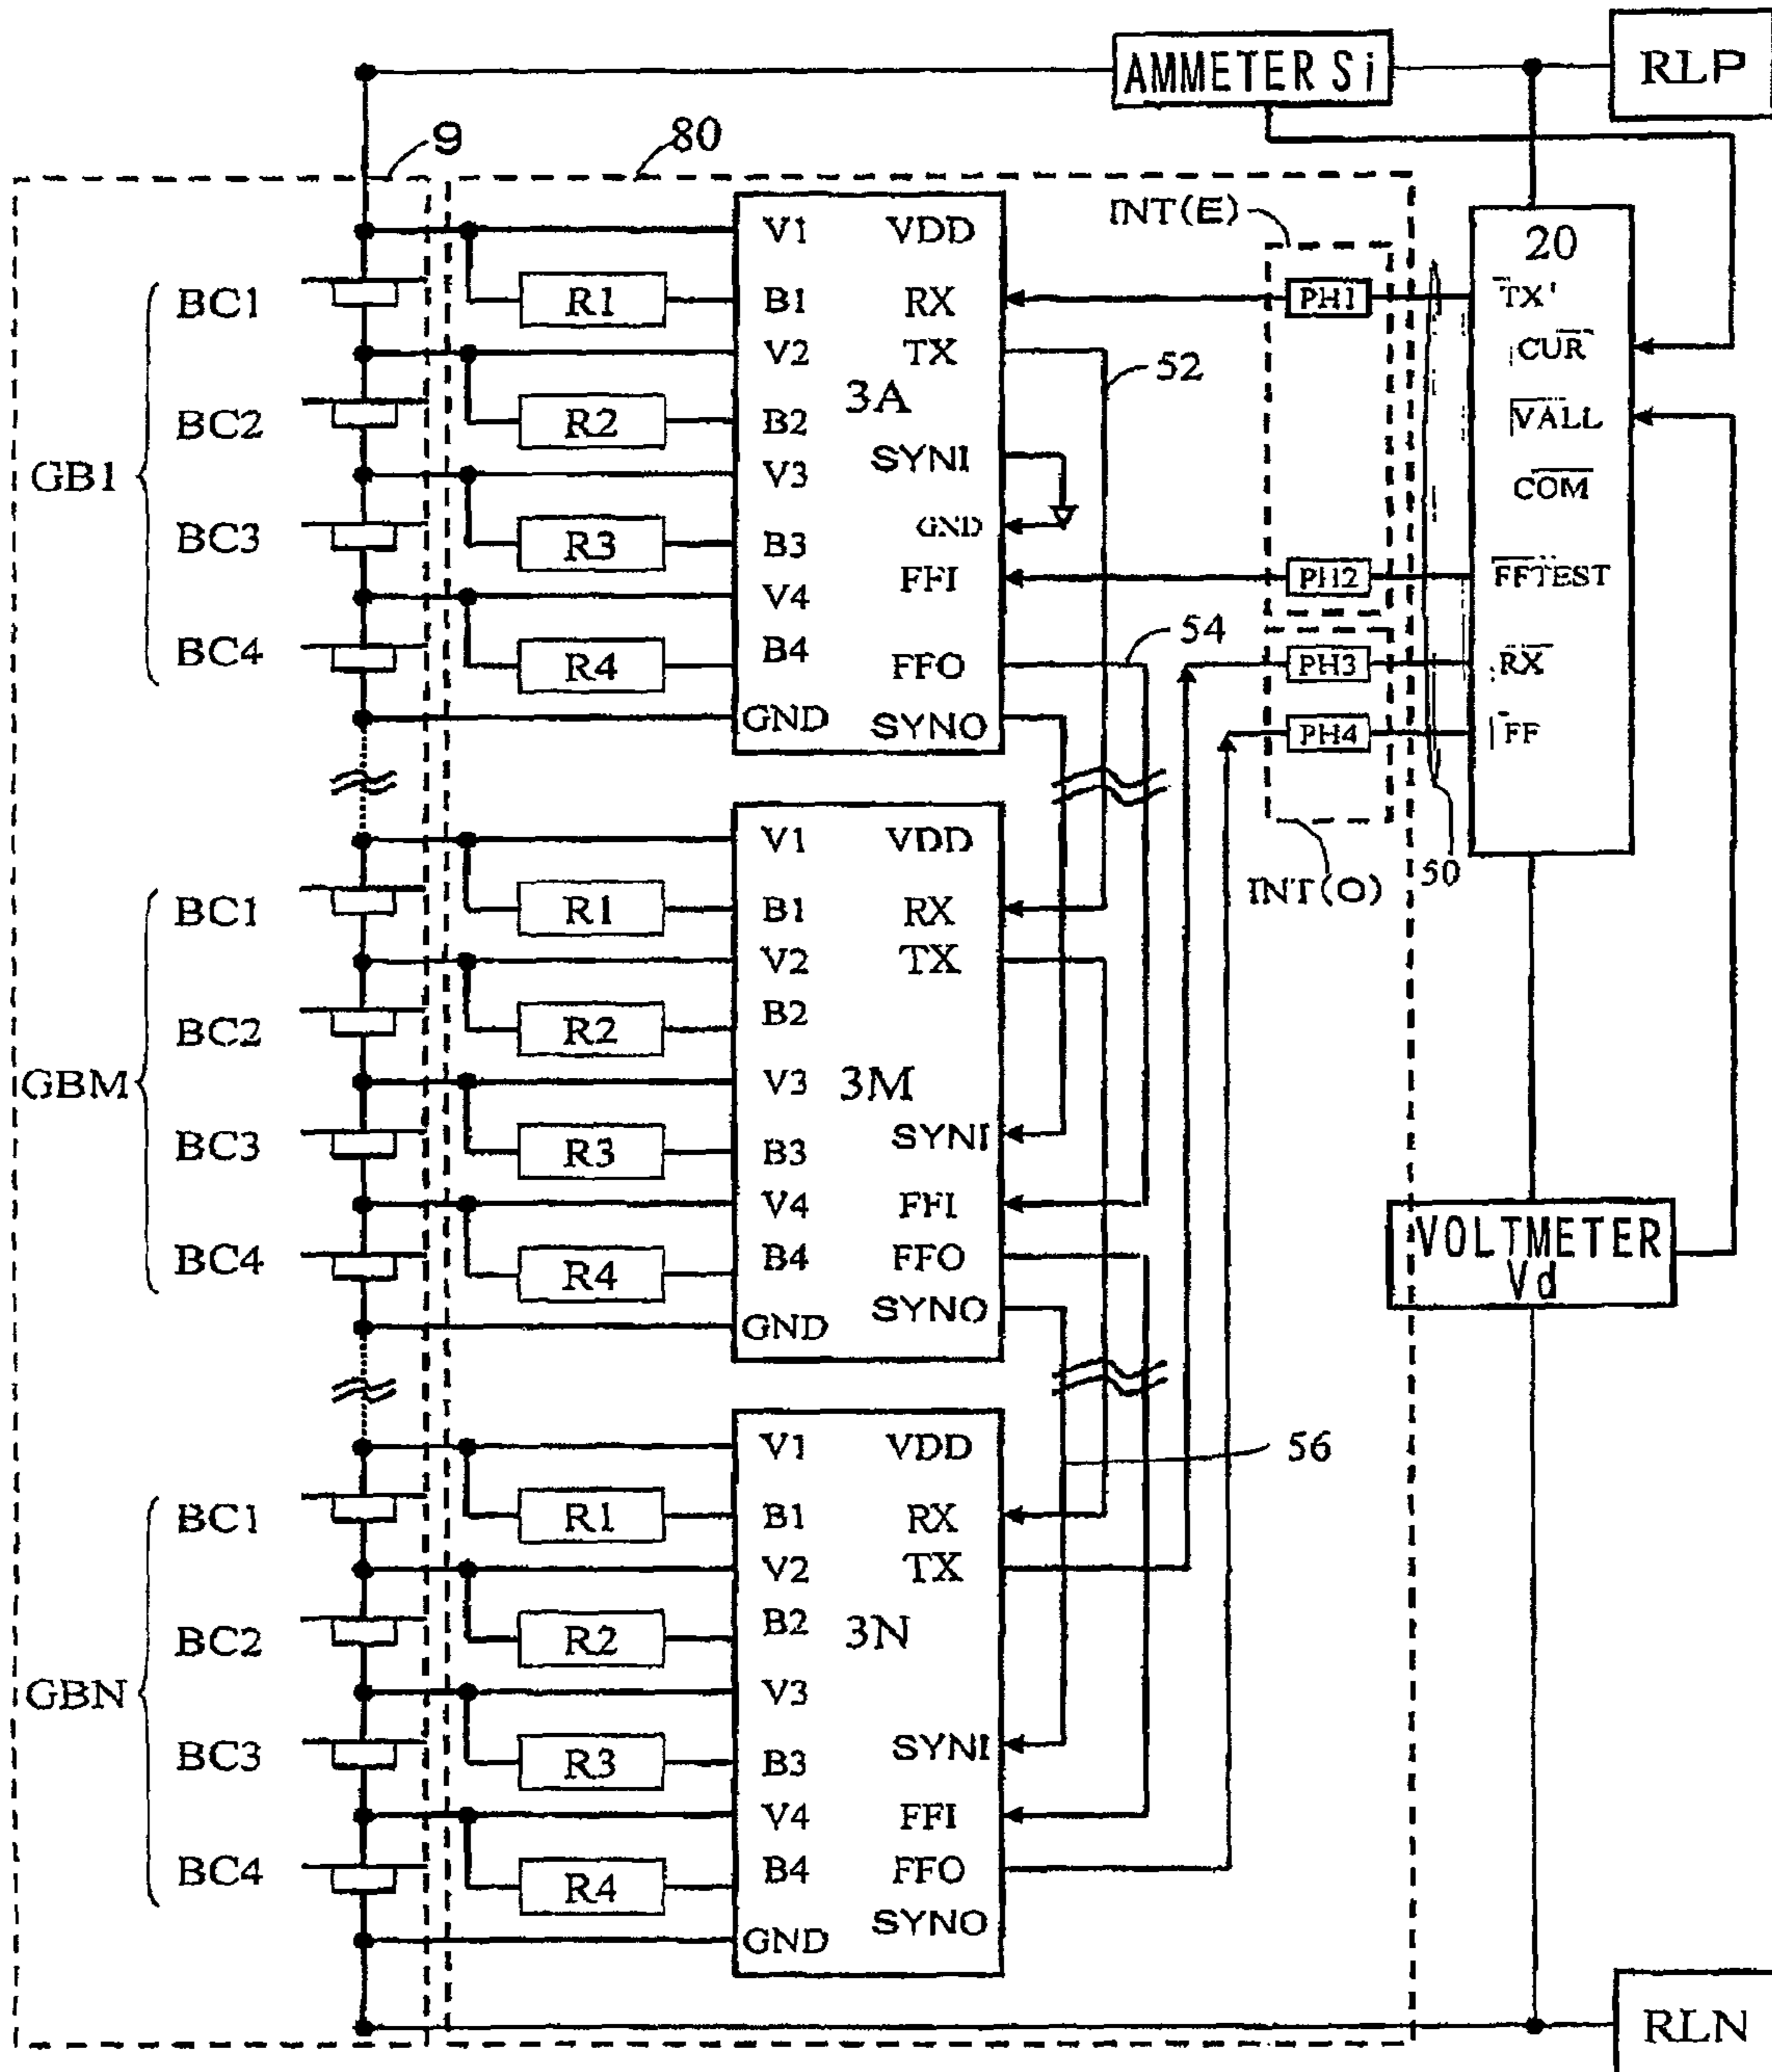 AMMETER Si
RLP
9
80
INT(E)
GB1
BC1
BC2
BC3
BC4
R1
R2
R3
R4
V1
B1
V2
B2
V3
B3
V4
B4
GND
VDD
RX
TX
3A
SYNI
GND
FFI
FFO
SYNO
52
54
PH1
PH2
PH3
PH4
INT(O)
50
20
TX
CUR
VALL
COM
FFTEST
RX
FF
GBM
BC1
BC2
BC3
BC4
R1
R2
R3
R4
V1
B1
V2
B2
V3
B3
V4
B4
GND
VDD
RX
TX
3M
SYNI
FFI
FFO
SYNO
VOLTMETER
Vd
GBN
BC1
BC2
BC3
BC4
R1
R2
R3
R4
V1
B1
V2
B2
V3
B3
V4
B4
GND
VDD
RX
TX
3N
SYNI
FFI
FFO
SYNO
56
RLN